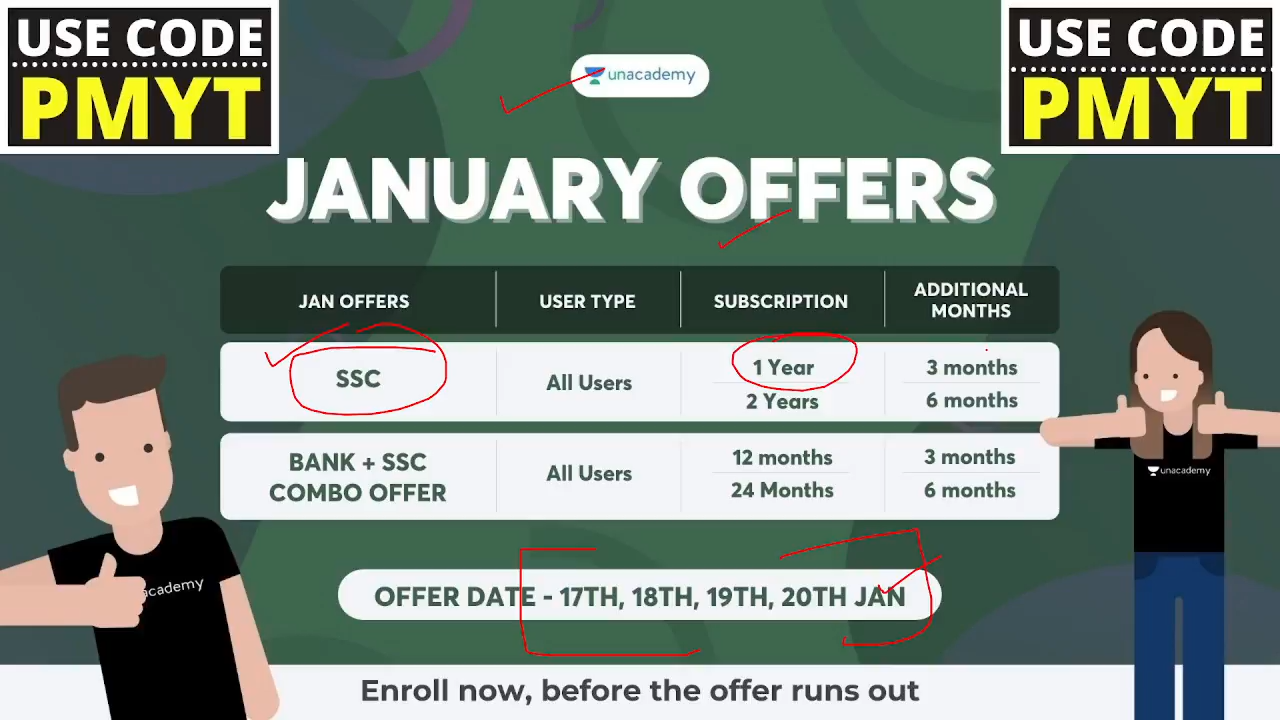 USE CODE
PMYT
USE CODE
PMYT
unacademy
JANUARY OFFERS
JAN OFFERS
USER TYPE
SUBSCRIPTION
ADDITIONAL
MONTHS
SSC
All Users
1 Year
3 months
2 Years
6 months
BANK + SSC
COMBO OFFER
All Users
12 months
3 months
24 Months
6 months
unacademy
OFFER DATE - 17TH, 18TH, 19TH, 20TH JAN
academy
Enroll now, before the offer runs out